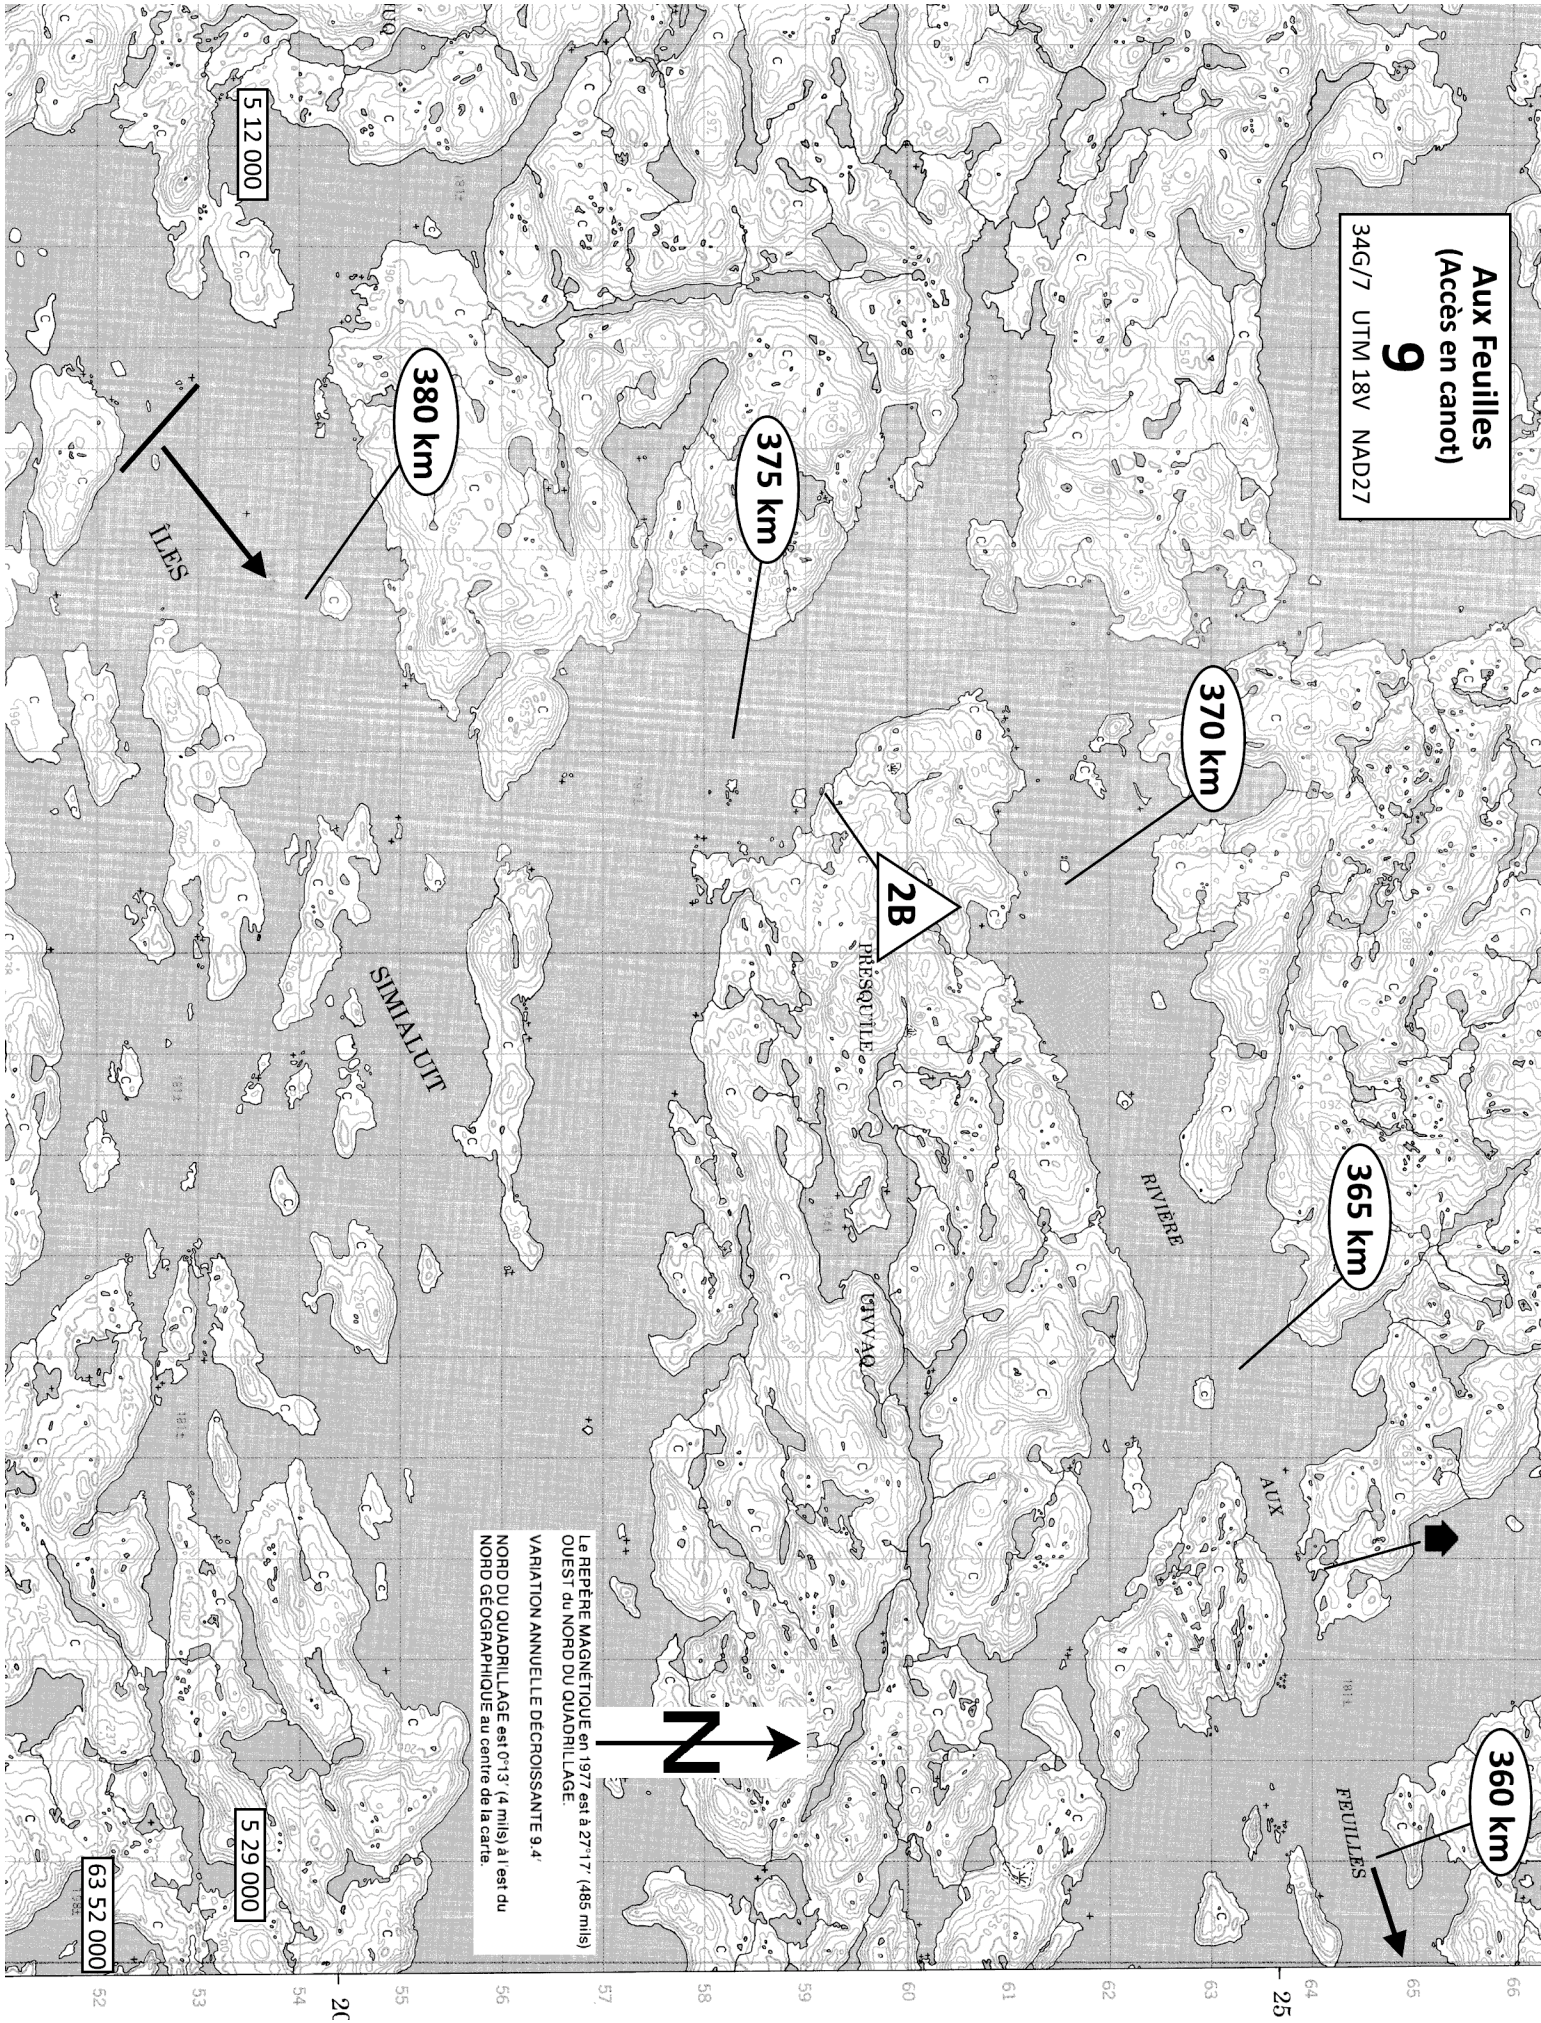 Aux Feuilles
(Accès en canot)
9
34G/7 UTM 18V NAD27
5 12 000
380 km
375 km
370 km
365 km
360 km
2B
ÎLES
SIMIALUIT
PRESQU'ÎLE
UIVVAQ
RIVIÈRE
AUX
FEUILLES
Le REPÈRE MAGNÉTIQUE en 1977 est à 27°17' (485 mils)
OUEST du NORD DU QUADRILLAGE.
VARIATION ANNUELLE DÉCROISSANTE 9.4'
NORD DU QUADRILLAGE est 0°13' (4 mils) à l'est du
NORD GÉOGRAPHIQUE au centre de la carte.
N
5 29 000
63 52 000
52
53
54
20
55
56
57
58
59
60
61
62
63
25
64
65
66